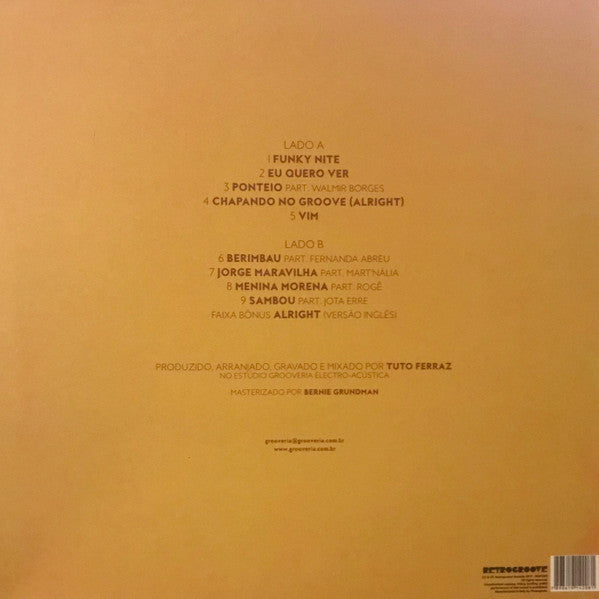 LADO A
1 FUNKY NITE
2 EU QUERO VER
3 PONTEIO PART. WALMIR BORGES
4 CHAPANDO NO GROOVE (ALRIGHT)
5 VIM
LADO B
6 BERIMBAU PART. FERNANDA ABREU
7 JORGE MARAVILHA PART. MART'NÁLIA
8 MENINA MORENA PART. ROGÊ
9 SAMBOU PART. JOTA ERRE
FAIXA BÔNUS ALRIGHT (VERSÃO INGLÊS)
PRODUZIDO, ARRANJADO, GRAVADO E MIXADO POR TUTO FERRAZ
NO ESTÚDIO GROOVERIA ELECTRO-ACÚSTICA
MASTERIZADO POR BERNIE GRUNDMAN
grooveria@grooveria.com.br
www.grooveria.com.br
RETROGROOVE